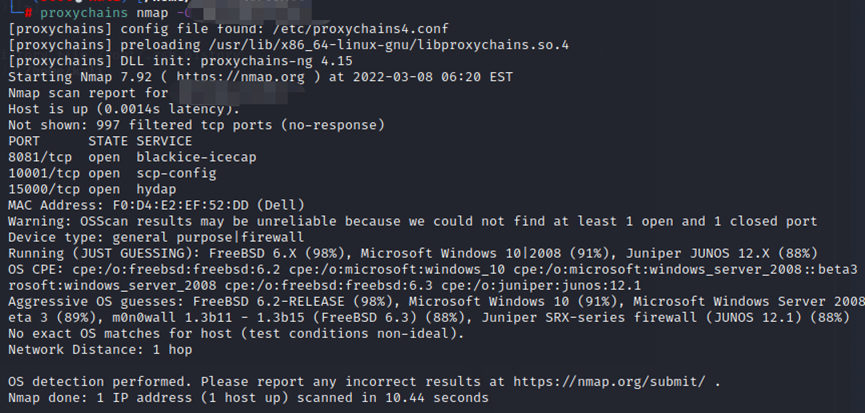 # proxychains nmap
[proxychains] config file found: /etc/proxychains4.conf
[proxychains] preloading /usr/lib/x86_64-linux-gnu/libproxychains.so.4
[proxychains] DLL init: proxychains-ng 4.15
Starting Nmap 7.92 ( https://nmap.org ) at 2022-03-08 06:20 EST
Nmap scan report for
Host is up (0.0014s latency).
Not shown: 997 filtered tcp ports (no-response)
PORT STATE SERVICE
8081/tcp open blackice-icecap
10001/tcp open scp-config
15000/tcp open hydap
MAC Address: F0:D4:E2:EF:52:DD (Dell)
Warning: OSScan results may be unreliable because we could not find at least 1 open and 1 closed port
Device type: general purpose|firewall
Running (JUST GUESSING): FreeBSD 6.X (98%), Microsoft Windows 10|2008 (91%), Juniper JUNOS 12.X (88%)
OS CPE: cpe:/o:freebsd:freebsd:6.2 cpe:/o:microsoft:windows_10 cpe:/o:microsoft:windows_server_2008::beta3
rosoft:windows_server_2008 cpe:/o:freebsd:freebsd:6.3 cpe:/o:juniper:junos:12.1
Aggressive OS guesses: FreeBSD 6.2-RELEASE (98%), Microsoft Windows 10 (91%), Microsoft Windows Server 2008
eta 3 (89%), m0n0wall 1.3b11 - 1.3b15 (FreeBSD 6.3) (88%), Juniper SRX-series firewall (JUNOS 12.1) (88%)
No exact OS matches for host (test conditions non-ideal).
Network Distance: 1 hop
OS detection performed. Please report any incorrect results at https://nmap.org/submit/ .
Nmap done: 1 IP address (1 host up) scanned in 10.44 seconds